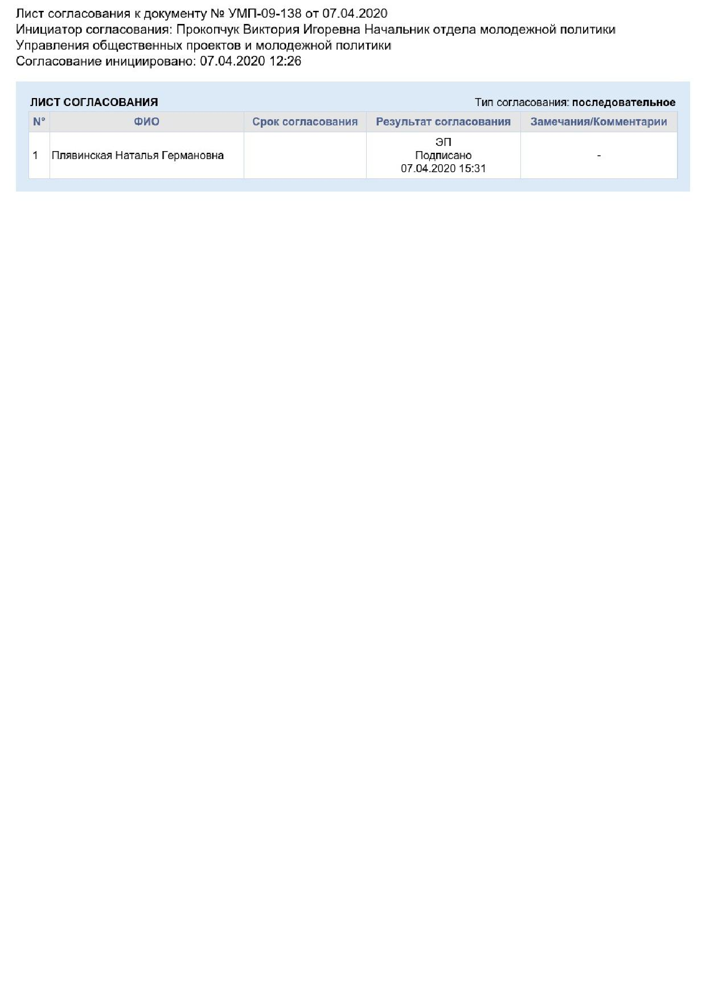 Лист согласования к документу № УМП-09-138 от 07.04.2020
Инициатор согласования: Прокопчук Виктория Игоревна Начальник отдела молодежной политики
Управления общественных проектов и молодежной политики
Согласование инициировано: 07.04.2020 12:26
ЛИСТ СОГЛАСОВАНИЯ Тип согласования: последовательное
N° ФИО Срок согласования Результат согласования Замечания/Комментарии
1 Плявинская Наталья Германовна ЭП
Подписано
07.04.2020 15:31 -